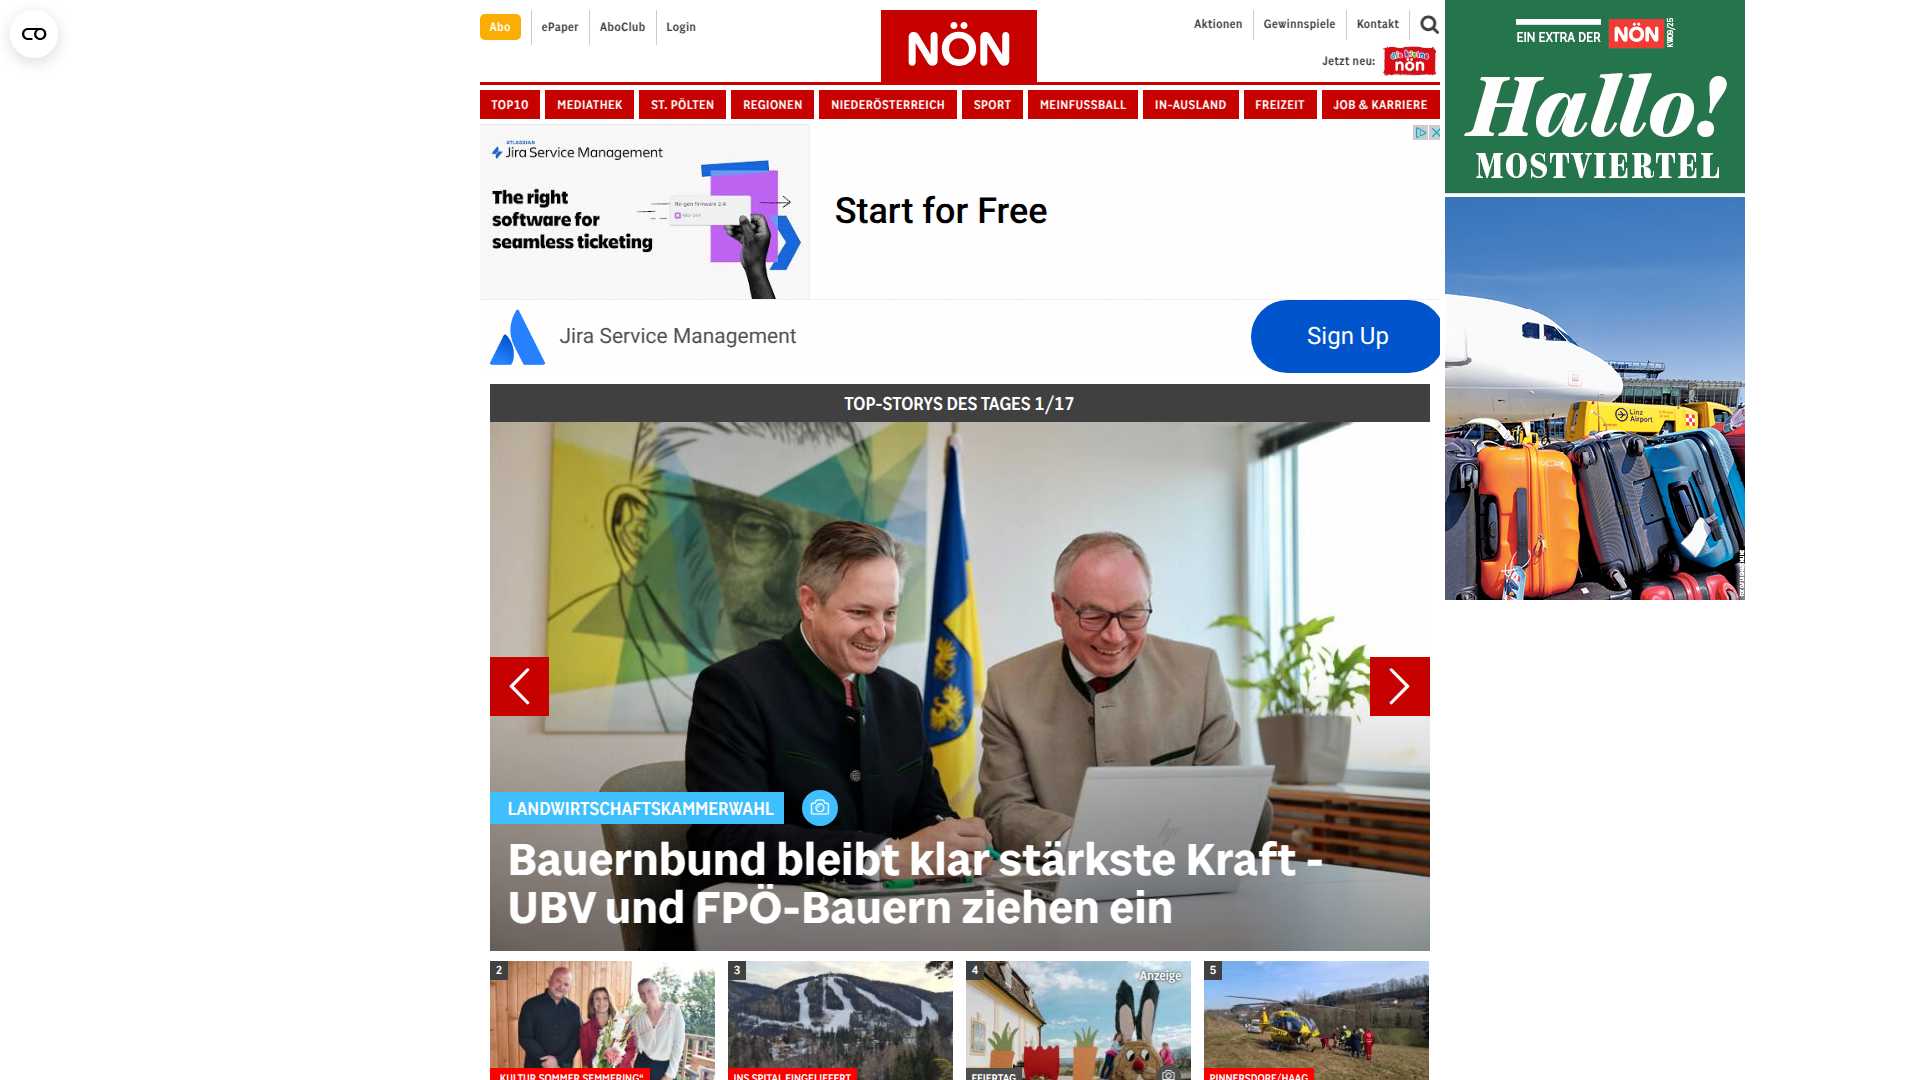 Abo
ePaper
AboClub
Login
NÖN
Aktionen
Gewinnspiele
Kontakt
Jetzt neu:
die kleine
nön
TOP10
MEDIATHEK
ST. PÖLTEN
REGIONEN
NIEDERÖSTERREICH
SPORT
MEINFUSSBALL
IN-AUSLAND
FREIZEIT
JOB & KARRIERE
ATLASSIAN
Jira Service Management
The right
software for
seamless ticketing
Start for Free
Jira Service Management
Sign Up
EIN EXTRA DER NÖN
Hallo!
MOSTVIERTEL
Linz
Airport
TOP-STORYS DES TAGES 1/17
LANDWIRTSCHAFTSKAMMERWAHL
Bauernbund bleibt klar stärkste Kraft -
UBV und FPÖ-Bauern ziehen ein
2
KULTUR.SOMMER.SEMMERING“
3
INS SPITAL EINGELIEFERT
4
Anzeige
FEIERTAG
5
PINNERSDORF/HAAG